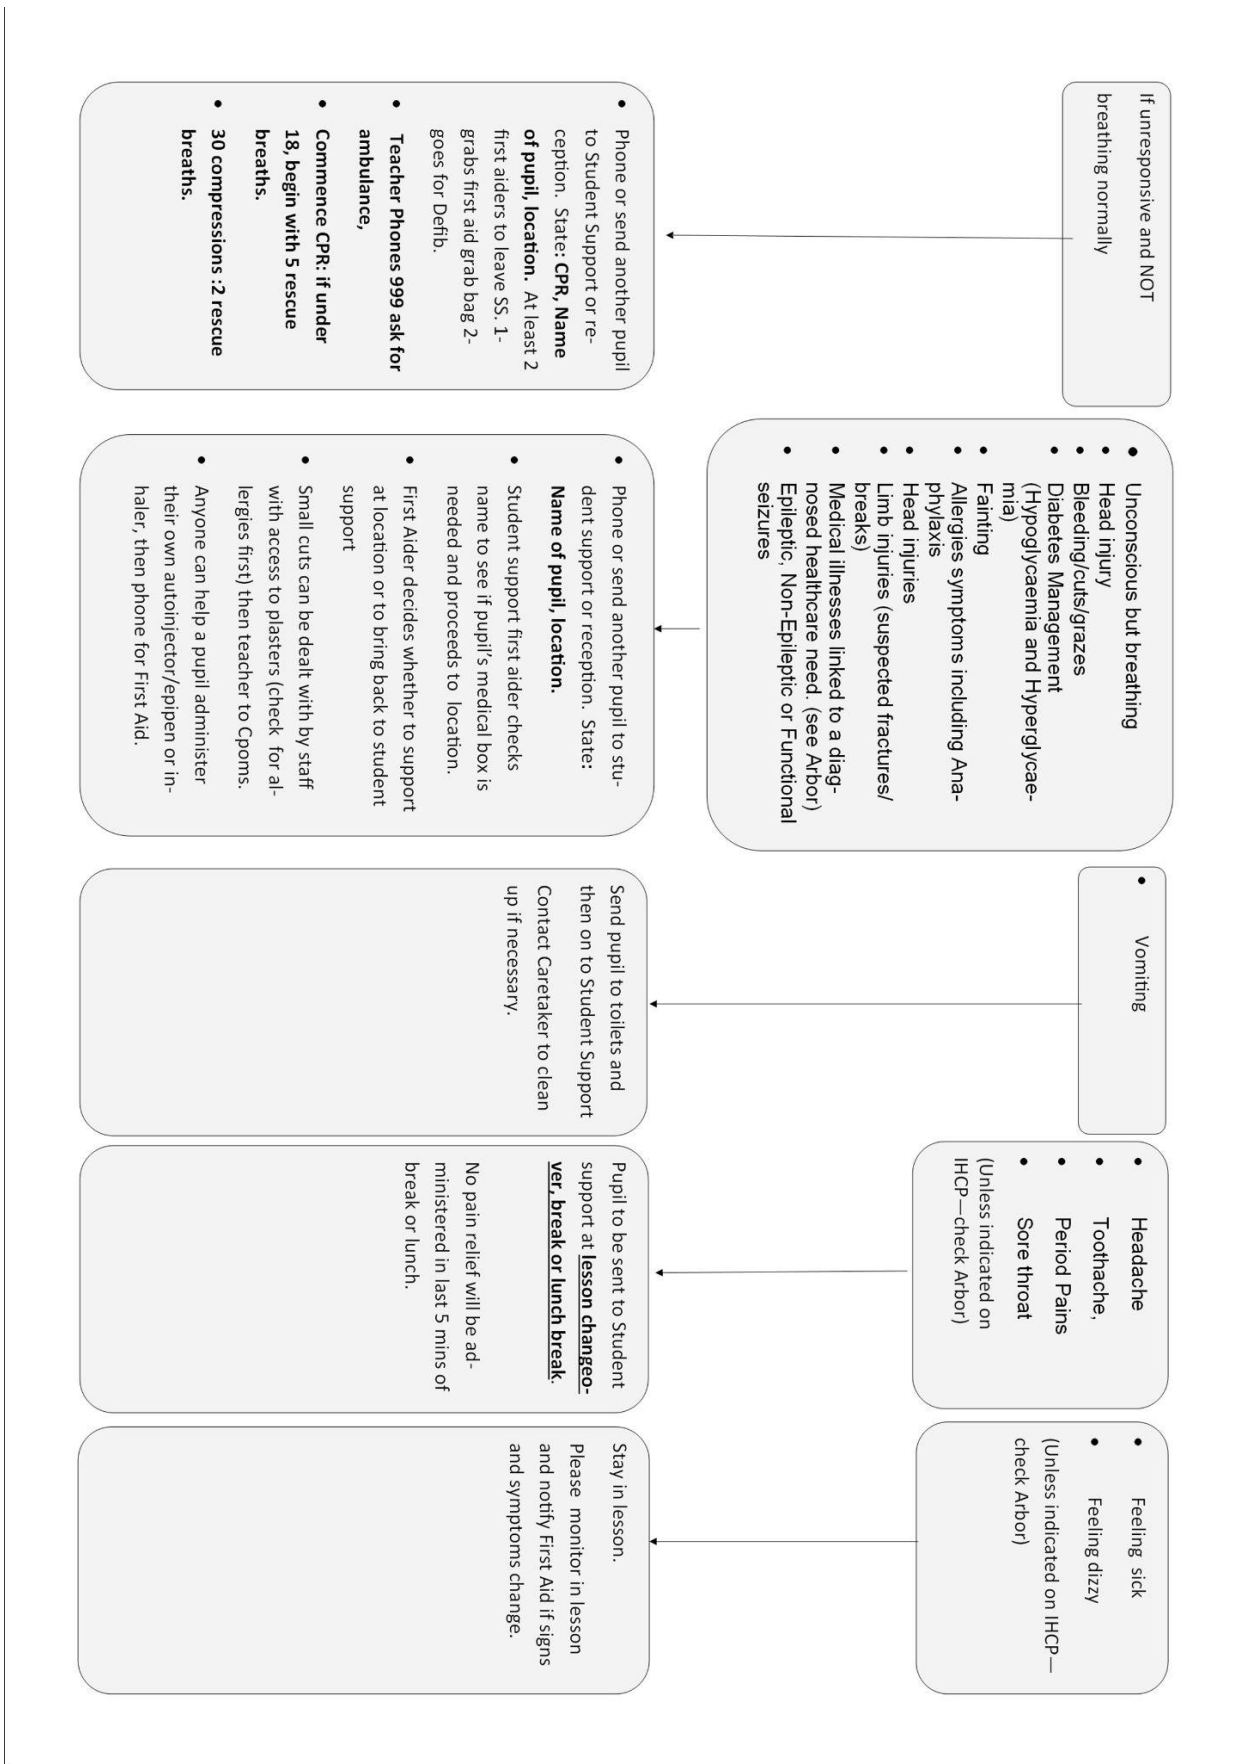 If unresponsive and NOT
breathing normally
• Phone or send another pupil
to Student Support or re-
ception. State: CPR, Name
of pupil, location. At least 2
first aiders to leave SS. 1-
grabs first aid grab bag 2-
goes for Defib.
• Teacher Phones 999 ask for
ambulance,
• Commence CPR: if under
18, begin with 5 rescue
breaths.
• 30 compressions :2 rescue
breaths.
• Unconscious but breathing
• Head injury
• Bleeding/cuts/grazes
• Diabetes Management
(Hypoglycaemia and Hyperglycae-
mia)
• Fainting
• Allergies symptoms including Ana-
phylaxis
• Head injuries
• Limb injuries (suspected fractures/
breaks)
• Medical illnesses linked to a diag-
nosed healthcare need. (see Arbor)
• Epileptic, Non-Epileptic or Functional
seizures
• Phone or send another pupil to stu-
dent support or reception. State:
Name of pupil, location.
• Student support first aider checks
name to see if pupil’s medical box is
needed and proceeds to location.
• First Aider decides whether to support
at location or to bring back to student
support
• Small cuts can be dealt with by staff
with access to plasters (check for al-
lergies first) then teacher to Cpoms.
• Anyone can help a pupil administer
their own autoinjector/epipen or in-
haler, then phone for First Aid.
• Vomiting
Send pupil to toilets and
then on to Student Support
Contact Caretaker to clean
up if necessary.
• Headache
• Toothache,
• Period Pains
• Sore throat
(Unless indicated on
IHCP—check Arbor)
Pupil to be sent to Student
support at lesson changeo-
ver, break or lunch break.
No pain relief will be ad-
ministered in last 5 mins of
break or lunch.
• Feeling sick
• Feeling dizzy
(Unless indicated on IHCP—
check Arbor)
Stay in lesson.
Please monitor in lesson
and notify First Aid if signs
and symptoms change.